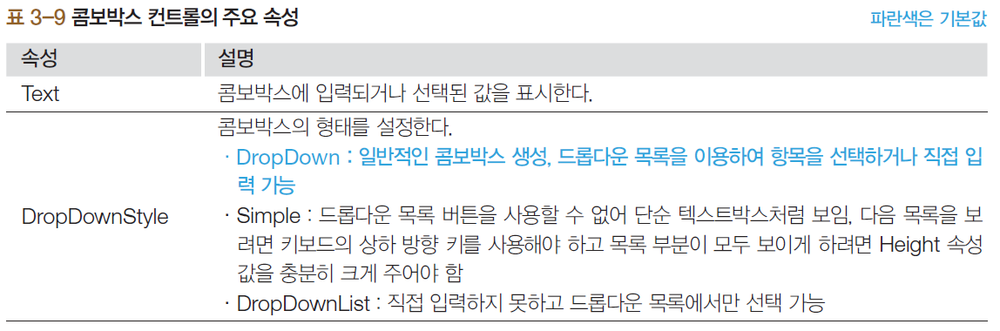 표 3-9 콤보박스 컨트롤의 주요 속성
파란색은 기본값
속성 설명
Text 콤보박스에 입력되거나 선택된 값을 표시한다.
콤보박스의 형태를 설정한다.
· DropDown : 일반적인 콤보박스 생성, 드롭다운 목록을 이용하여 항목을 선택하거나 직접 입
력 가능
DropDownStyle
· Simple : 드롭다운 목록 버튼을 사용할 수 없어 단순 텍스트박스처럼 보임, 다음 목록을 보
려면 키보드의 상하 방향 키를 사용해야 하고 목록 부분이 모두 보이게 하려면 Height 속성
값을 충분히 크게 주어야 함
· DropDownList : 직접 입력하지 못하고 드롭다운 목록에서만 선택 가능